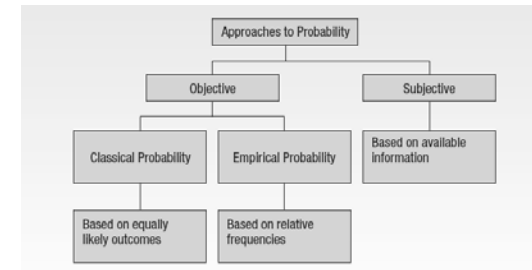 Approaches to Probability
Objective
Subjective
Classical Probability
Empirical Probability
Based on available
information
Based on equally
likely outcomes
Based on relative
frequencies